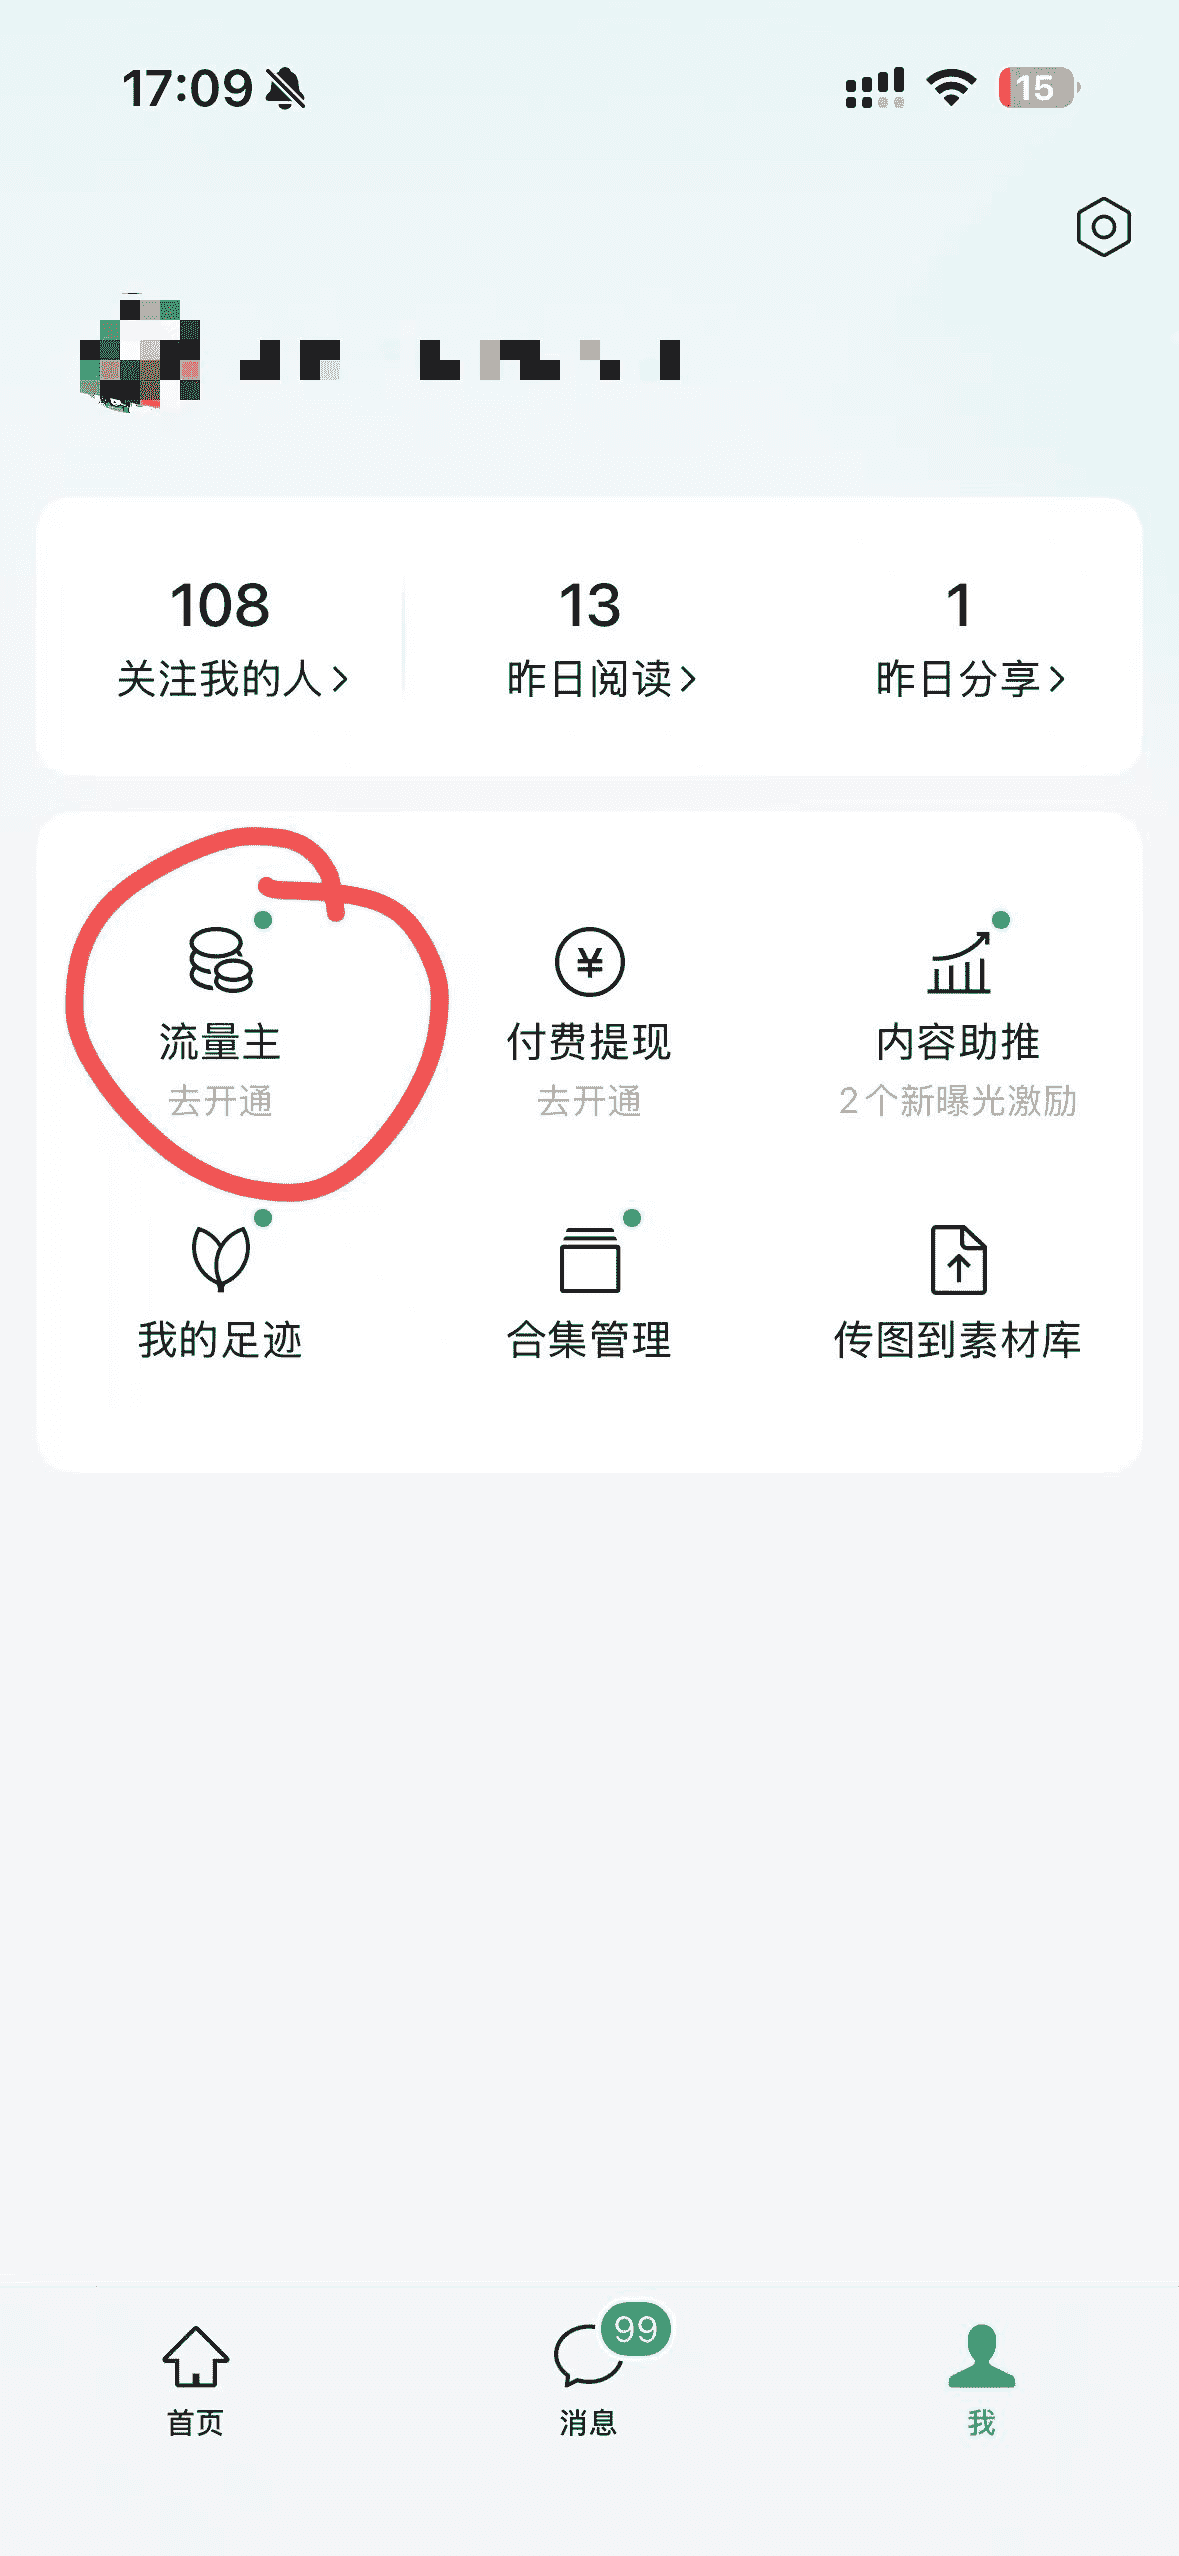 17:09
15
108
13
1
关注我的人
昨日阅读
昨日分享
流量主
付费提现
内容助推
去开通
去开通
2个新曝光激励
我的足迹
合集管理
传图到素材库
99
首页
消息
我